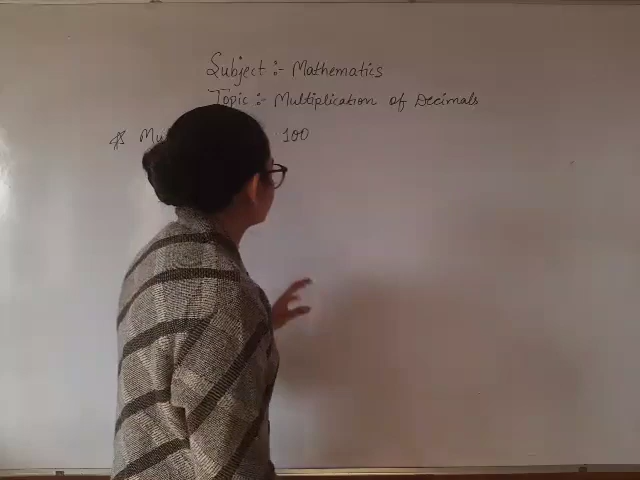 Subject :- Mathematics
Topic :- Multiplication of Decimals
100